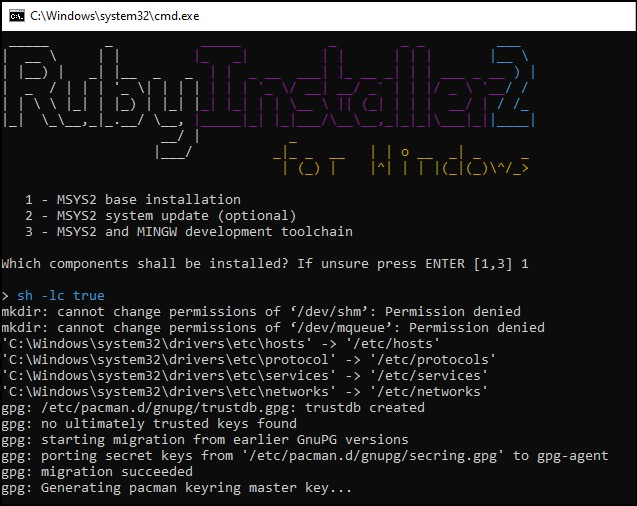 C:\Windows\system32\cmd.exe
RubyInstaller2
for Windows
1 - MSYS2 base installation
2 - MSYS2 system update (optional)
3 - MSYS2 and MINGW development toolchain
Which components shall be installed? If unsure press ENTER [1,3] 1
> sh -lc true
mkdir: cannot change permissions of ‘/dev/shm’: Permission denied
mkdir: cannot change permissions of ‘/dev/mqueue’: Permission denied
'C:\Windows\system32\drivers\etc\hosts' -> '/etc/hosts'
'C:\Windows\system32\drivers\etc\protocol' -> '/etc/protocols'
'C:\Windows\system32\drivers\etc\services' -> '/etc/services'
'C:\Windows\system32\drivers\etc\networks' -> '/etc/networks'
gpg: /etc/pacman.d/gnupg/trustdb.gpg: trustdb created
gpg: no ultimately trusted keys found
gpg: starting migration from earlier GnuPG versions
gpg: porting secret keys from '/etc/pacman.d/gnupg/secring.gpg' to gpg-agent
gpg: migration succeeded
gpg: Generating pacman keyring master key...